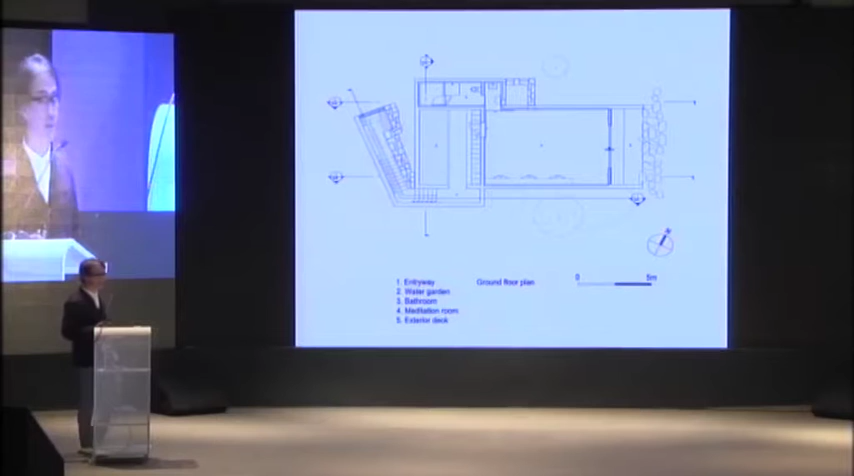 1. Entryway
2. Water garden
3. Bathroom
4. Meditation room
5. Exterior deck
Ground floor plan
0 5m
N